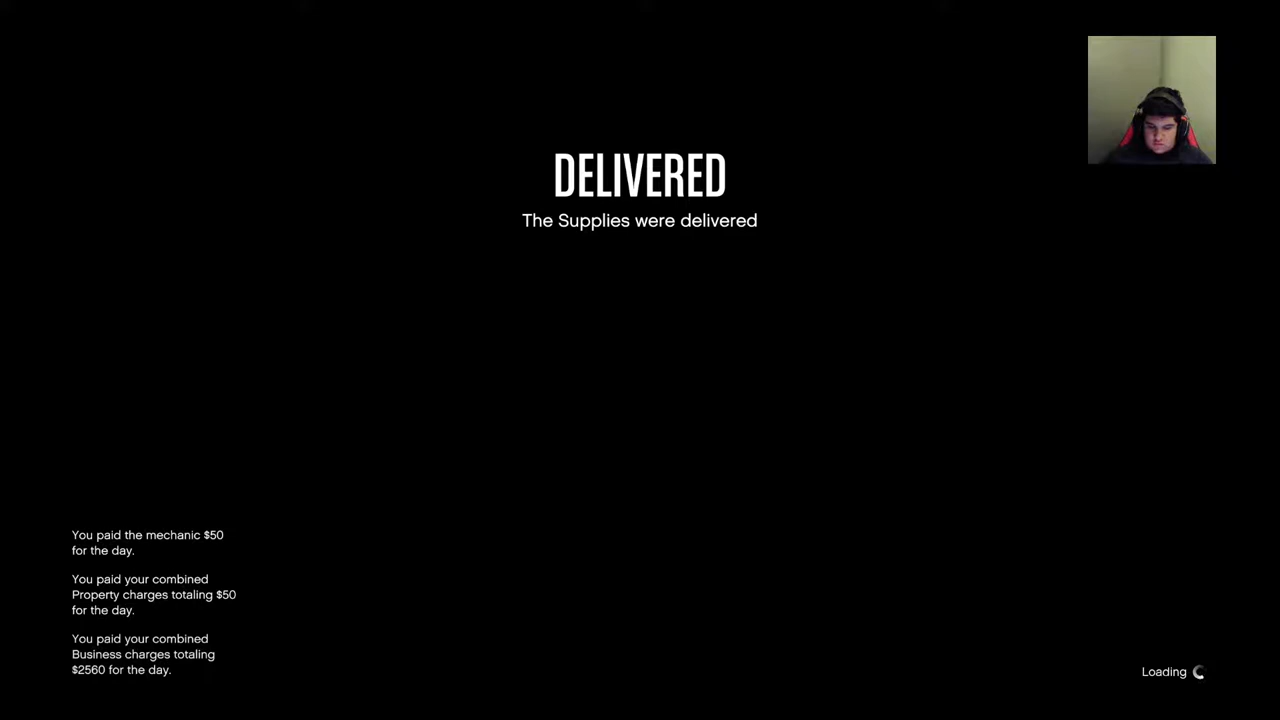 DELIVERED
The Supplies were delivered
You paid the mechanic $50
for the day.
You paid your combined
Property charges totaling $50
for the day.
You paid your combined
Business charges totaling
$2560 for the day.
Loading